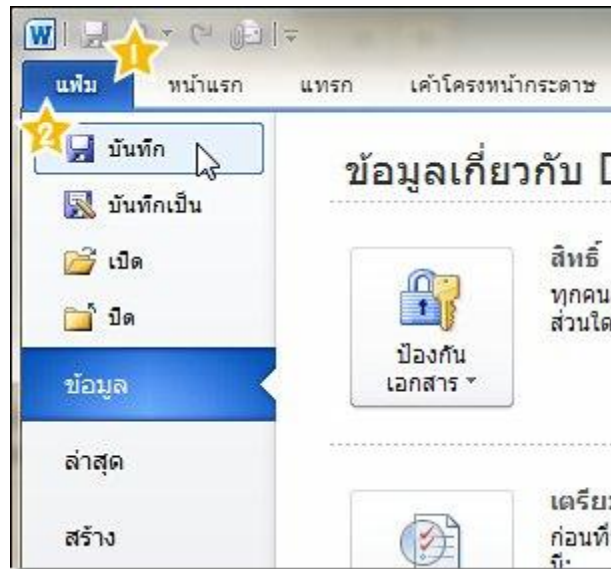 W
1
แฟ้ม หน้าแรก แทรก เค้าโครงหน้ากระดาษ
2
บันทึก
บันทึกเป็น
เปิด
ปิด
ข้อมูล
ล่าสุด
สร้าง
ข้อมูลเกี่ยวกับ D
ป้องกัน
เอกสาร
สิทธิ์
ทุกคน
ส่วนใด
เตรีย
ก่อนที่
นี้: